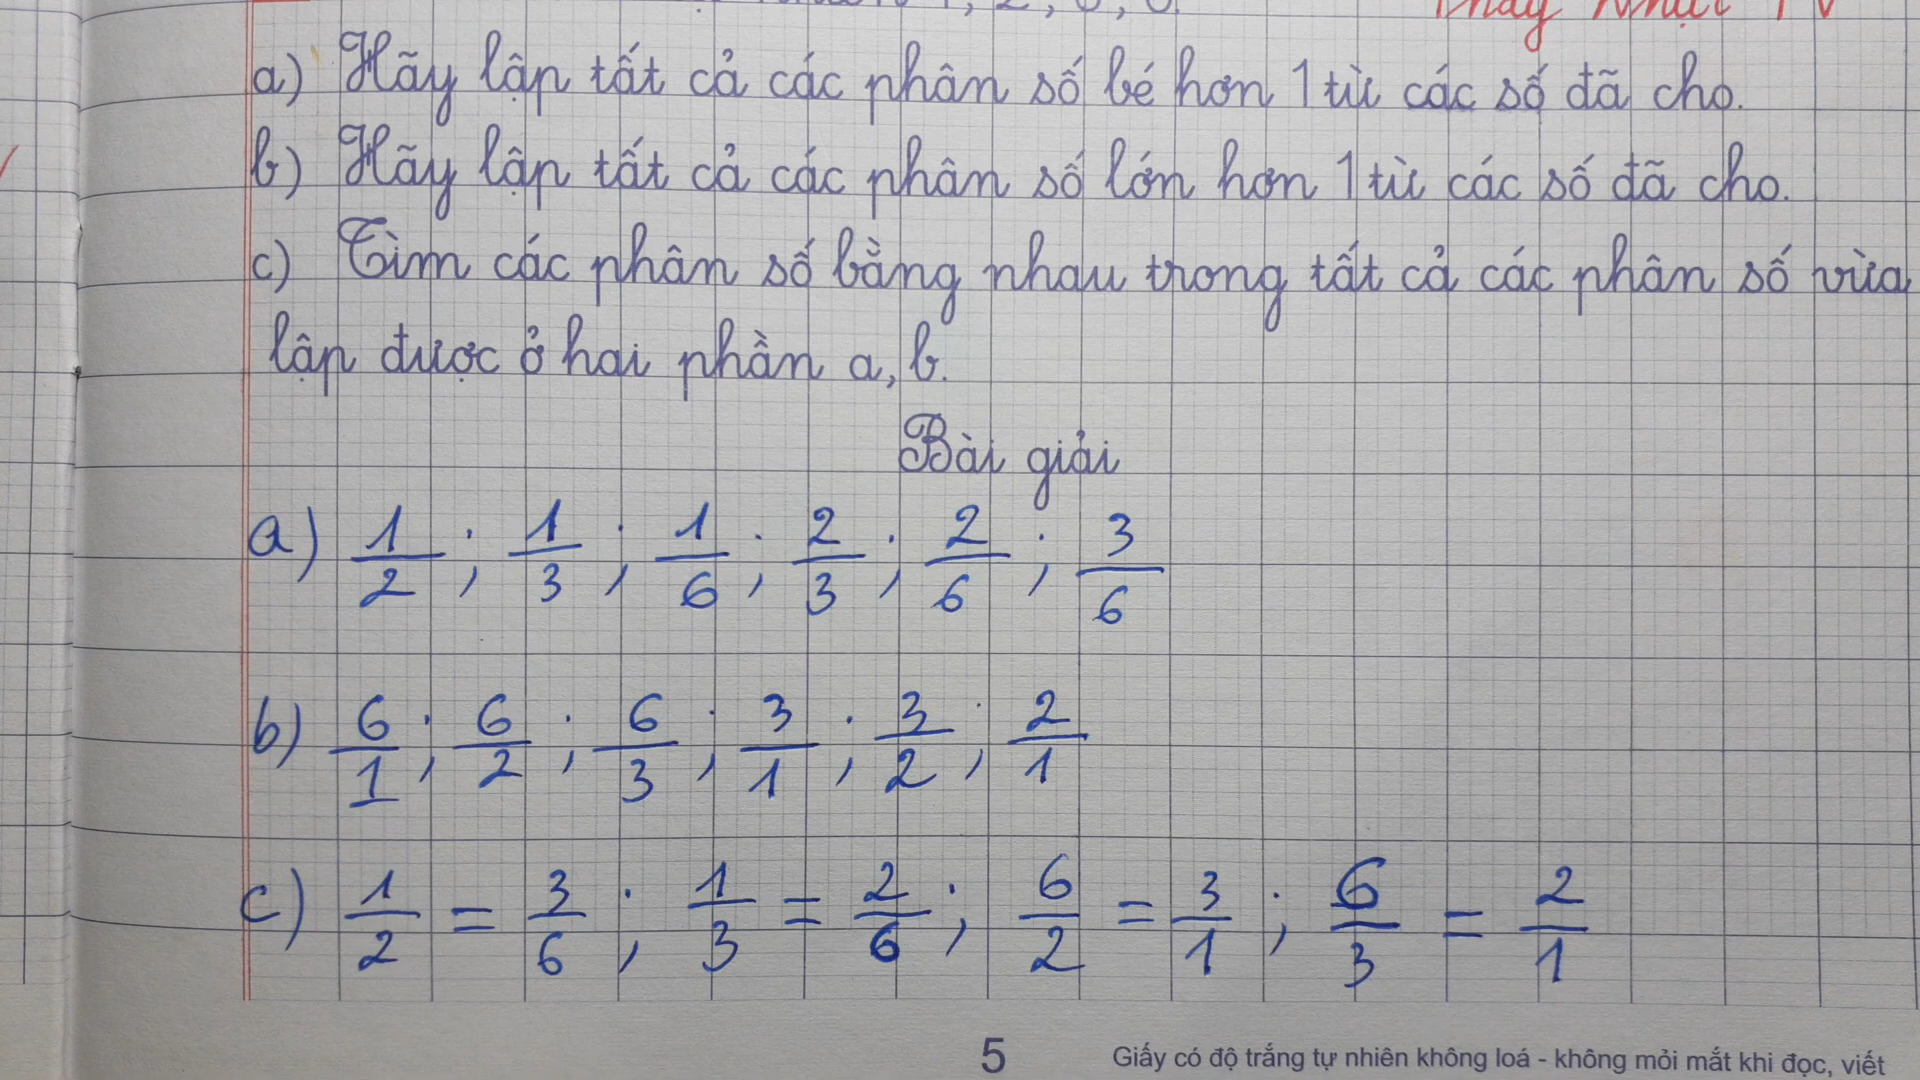 Thầy Nhựt TV
a) Hãy lập tất cả các phân số bé hơn 1 từ các số đã cho.
b) Hãy lập tất cả các phân số lớn hơn 1 từ các số đã cho.
c) Tìm các phân số bằng nhau trong tất cả các phân số vừa
lập được ở hai phần a, b.
Bài giải
a) 1/2 ; 1/3 ; 1/6 ; 2/3 ; 2/6 ; 3/6
b) 6/1 ; 6/2 ; 6/3 ; 3/1 ; 3/2 ; 2/1
c) 1/2 = 3/6 ; 1/3 = 2/6 ; 6/2 = 3/1 ; 6/3 = 2/1
5 Giấy có độ trắng tự nhiên không loá - không mỏi mắt khi đọc, viết